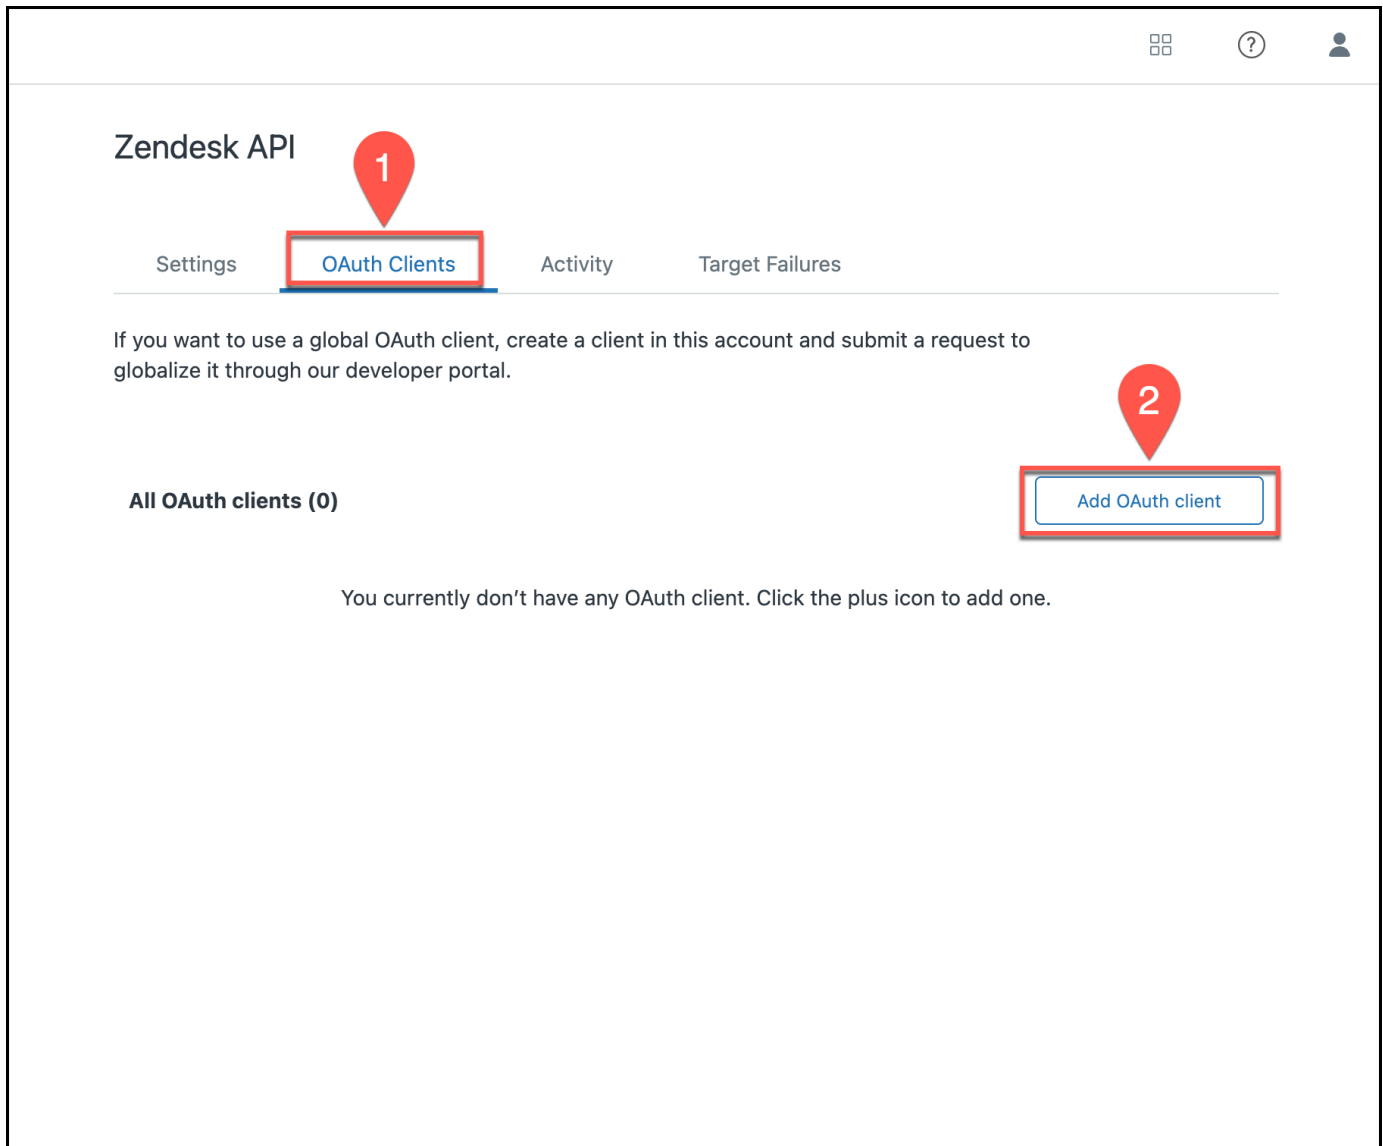 Zendesk API
1
Settings
OAuth Clients
Activity
Target Failures
If you want to use a global OAuth client, create a client in this account and submit a request to
globalize it through our developer portal.
2
All OAuth clients (0)
Add OAuth client
You currently don’t have any OAuth client. Click the plus icon to add one.